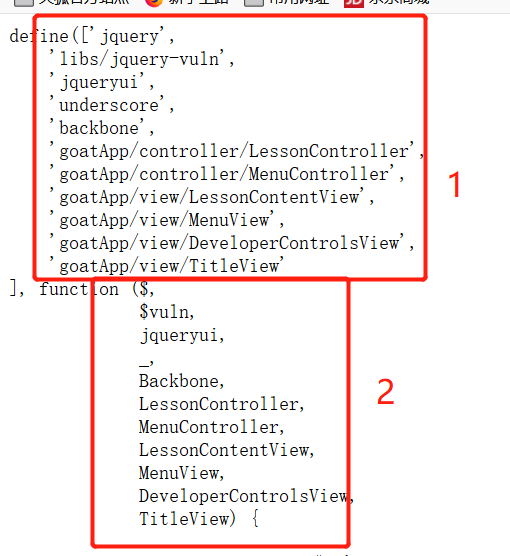 define(['jquery',
'libs/jquery-vuln',
'jqueryui',
'underscore',
'backbone',
'goatApp/controller/LessonController',
'goatApp/controller/MenuController',
'goatApp/view/LessonContentView',
'goatApp/view/MenuView',
'goatApp/view/DeveloperControlsView',
'goatApp/view/TitleView'
1
], function ($,
$vuln,
jqueryui,
_,
Backbone,
LessonController,
MenuController,
LessonContentView,
MenuView,
DeveloperControlsView,
TitleView) {
2